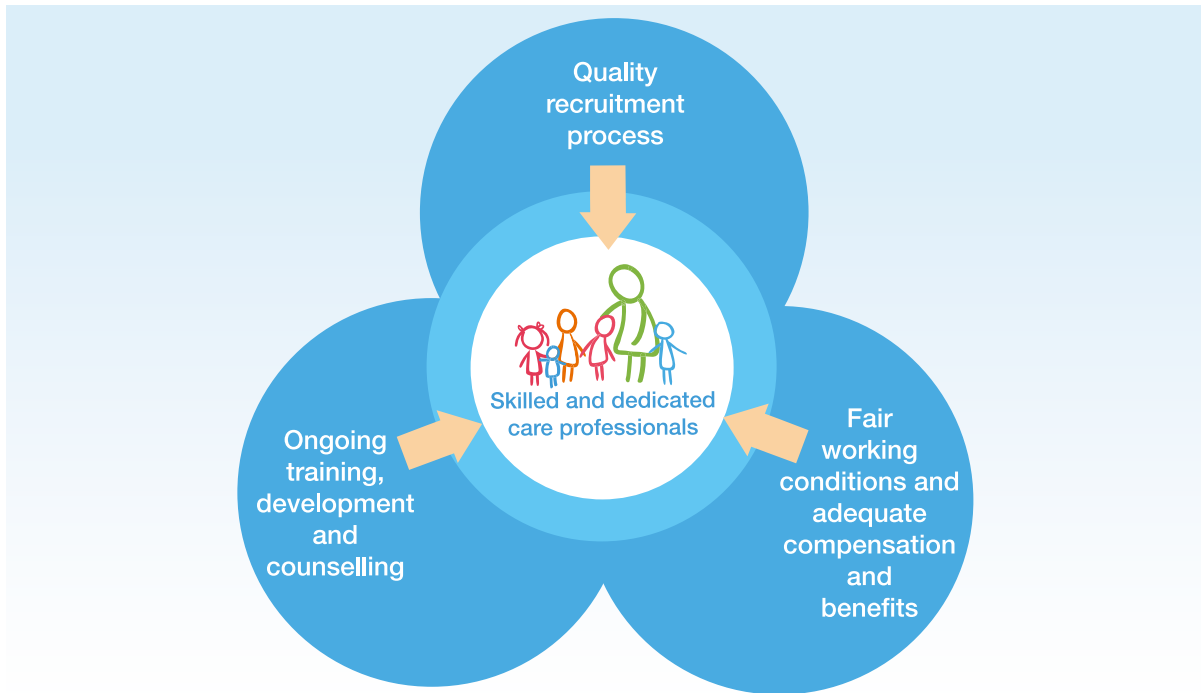 Quality
recruitment
process
Skilled and dedicated
care professionals
Ongoing
training,
development
and
counselling
Fair
working
conditions and
adequate
compensation
and
benefits